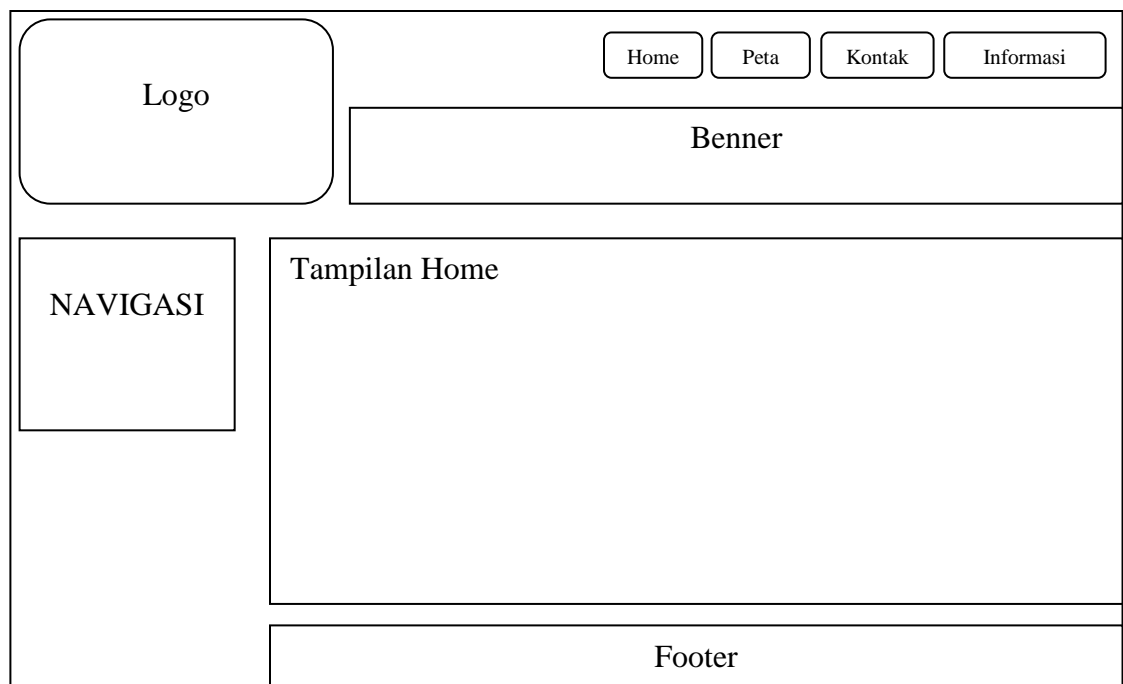 Logo
Home
Peta
Kontak
Informasi
Benner
NAVIGASI
Tampilan Home
Footer